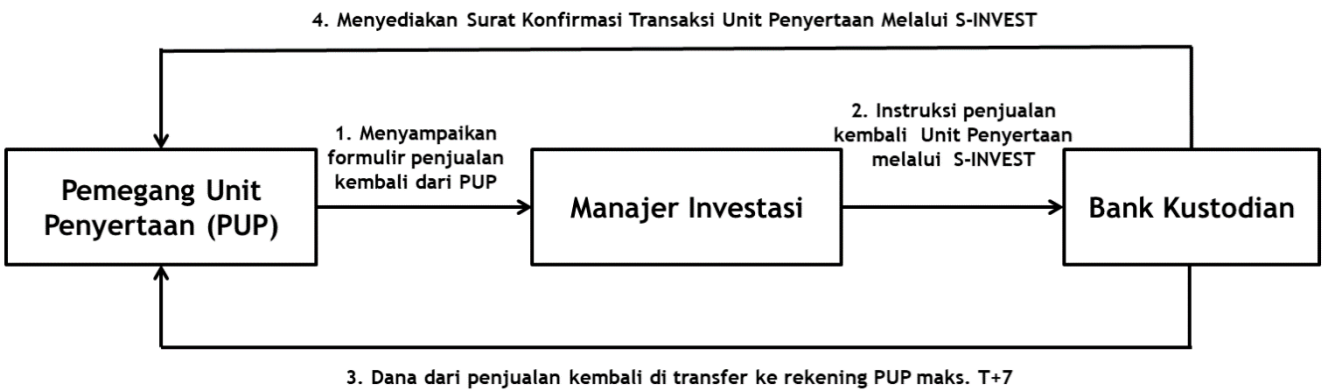 4. Menyediakan Surat Konfirmasi Transaksi Unit Penyertaan Melalui S-INVEST
1. Menyampaikan
formulir penjualan
kembali dari PUP
2. Instruksi penjualan
kembali Unit Penyertaan
melalui S-INVEST
Pemegang Unit
Penyertaan (PUP)
Manajer Investasi
Bank Kustodian
3. Dana dari penjualan kembali di transfer ke rekening PUP maks. T+7